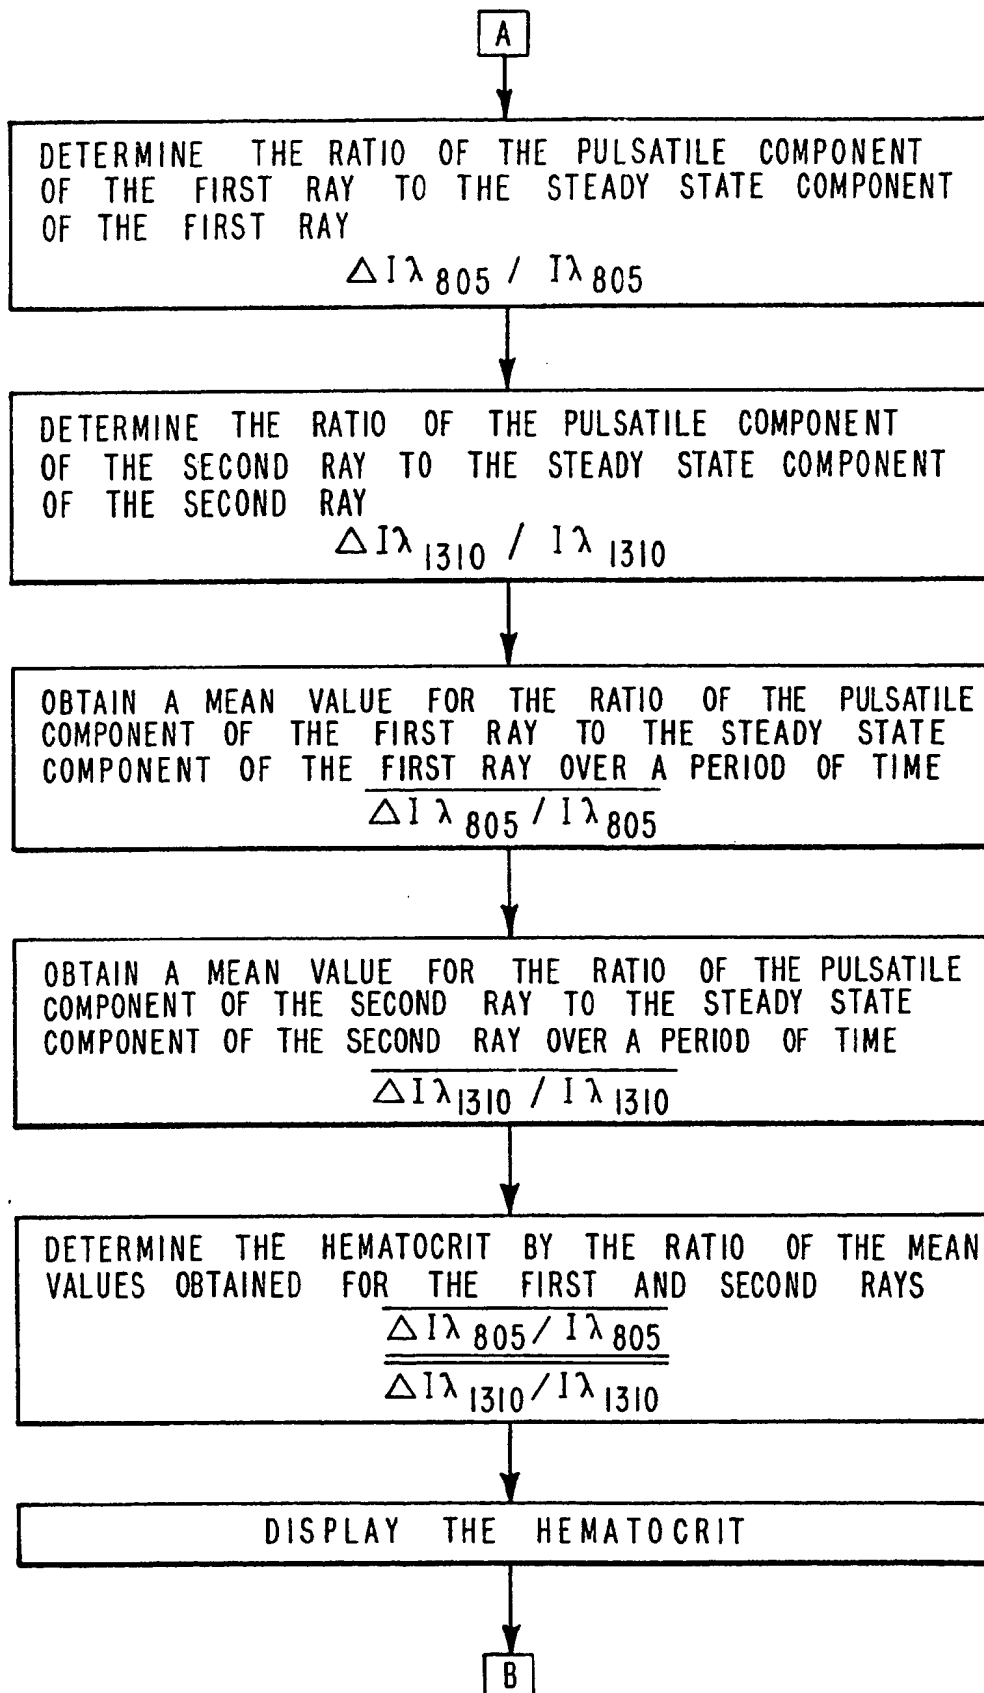 A
DETERMINE THE RATIO OF THE PULSATILE COMPONENT
OF THE FIRST RAY TO THE STEADY STATE COMPONENT
OF THE FIRST RAY
△Iλ805 / Iλ805
DETERMINE THE RATIO OF THE PULSATILE COMPONENT
OF THE SECOND RAY TO THE STEADY STATE COMPONENT
OF THE SECOND RAY
△Iλ1310 / Iλ1310
OBTAIN A MEAN VALUE FOR THE RATIO OF THE PULSATILE
COMPONENT OF THE FIRST RAY TO THE STEADY STATE
COMPONENT OF THE FIRST RAY OVER A PERIOD OF TIME
△Iλ805 / Iλ805
OBTAIN A MEAN VALUE FOR THE RATIO OF THE PULSATILE
COMPONENT OF THE SECOND RAY TO THE STEADY STATE
COMPONENT OF THE SECOND RAY OVER A PERIOD OF TIME
△Iλ1310 / Iλ1310
DETERMINE THE HEMATOCRIT BY THE RATIO OF THE MEAN
VALUES OBTAINED FOR THE FIRST AND SECOND RAYS
△Iλ805 / Iλ805
△Iλ1310 / Iλ1310
DISPLAY THE HEMATOCRIT
B